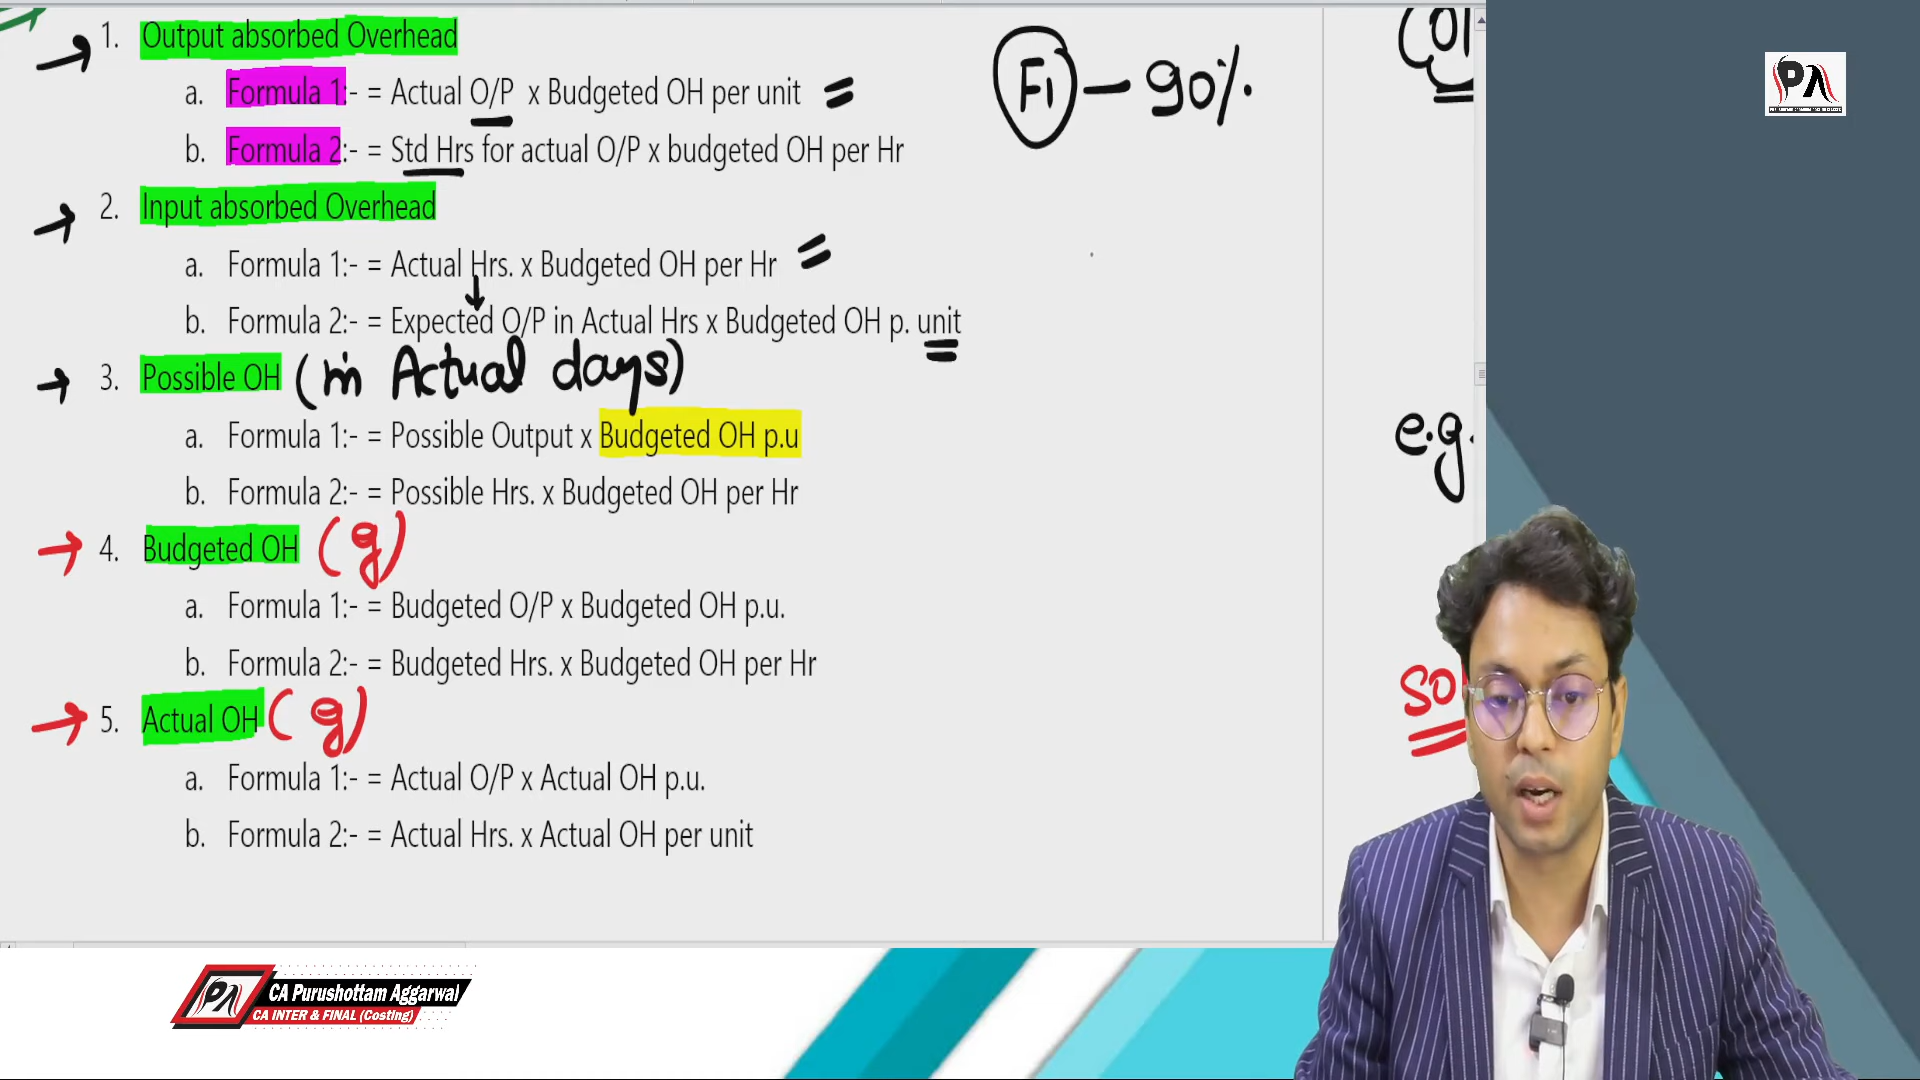 1. Output absorbed Overhead
a. Formula 1:- = Actual O/P x Budgeted OH per unit =
F1 - 90%.
b. Formula 2:- = Std Hrs for actual O/P x budgeted OH per Hr
2. Input absorbed Overhead
a. Formula 1:- = Actual Hrs. x Budgeted OH per Hr =
b. Formula 2:- = Expected O/P in Actual Hrs x Budgeted OH p. unit
3. Possible OH (in Actual days)
a. Formula 1:- = Possible Output x Budgeted OH p.u
e.g.
b. Formula 2:- = Possible Hrs. x Budgeted OH per Hr
4. Budgeted OH (g)
a. Formula 1:- = Budgeted O/P x Budgeted OH p.u.
b. Formula 2:- = Budgeted Hrs. x Budgeted OH per Hr
5. Actual OH (g)
a. Formula 1:- = Actual O/P x Actual OH p.u.
b. Formula 2:- = Actual Hrs. x Actual OH per unit
PA
CA Purushottam Aggarwal
CA INTER & FINAL (Costing)